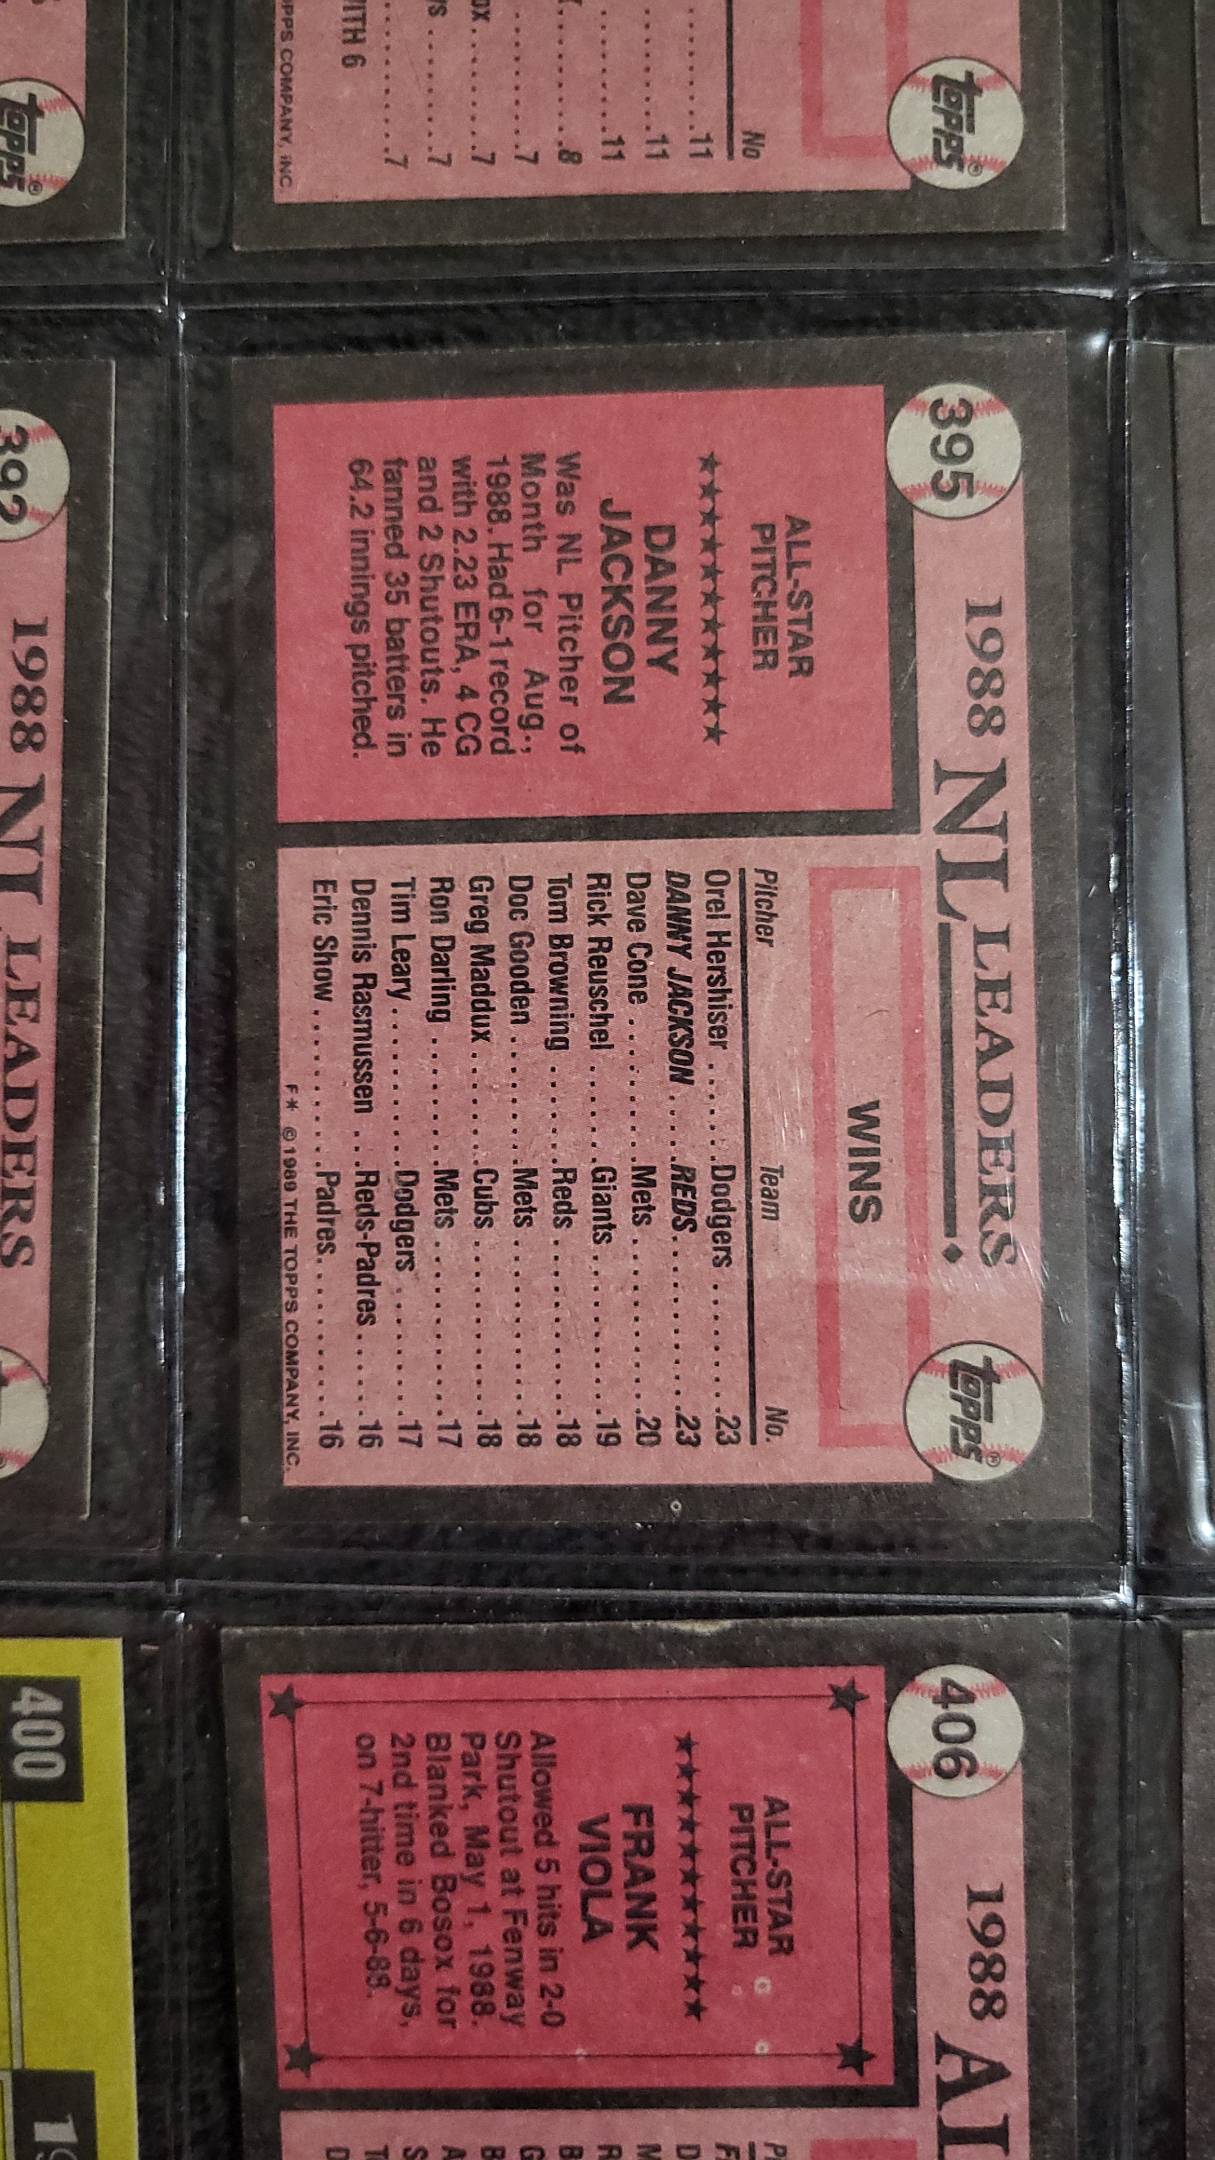 No
11
11
11
8
7
7
7
7
ITH 6
PPS COMPANY, INC.
topps®
topps®
395
1988 NL LEADERS
topps®
ALL-STAR
PITCHER
★★★★★★★★★★
DANNY
JACKSON
Was NL Pitcher of
Month for Aug.,
1988. Had 6-1 record
with 2.23 ERA, 4 CG
and 2 Shutouts. He
fanned 35 batters in
64.2 innings pitched.
WINS
Pitcher Team No.
Orel Hershiser.......Dodgers........23
DANNY JACKSON....REDS..........23
Dave Cone..........Mets..........20
Rick Reuschel.......Giants..........19
Tom Browning.......Reds..........18
Doc Gooden.........Mets..........18
Greg Maddux........Cubs..........18
Ron Darling.........Mets..........17
Tim Leary..........Dodgers........17
Dennis Rasmussen...Reds-Padres.....16
Eric Show..........Padres..........16
F* © 1989 THE TOPPS COMPANY, INC.
392
1988 NL LEADERS
406
1988 AL
ALL-STAR
PITCHER
★★★★★★★★★★
FRANK
VIOLA
Allowed 5 hits in 2-0
Shutout at Fenway
Park, May 1, 1988.
Blanked Bosox for
2nd time in 6 days,
on 7-hitter, 5-6-88.
400